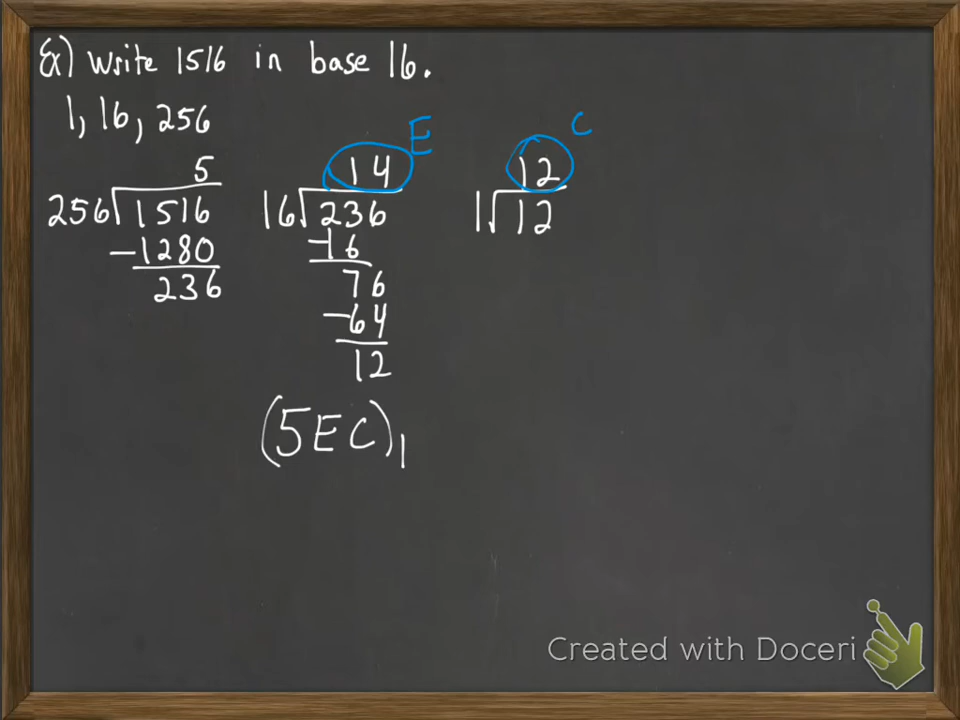 Ex) Write 1516 in base 16.
1, 16, 256
5
256 1516
-1280
236
14 E
16 236
-16
76
-64
12
12 C
1 12
(5EC)1
Created with Doceri